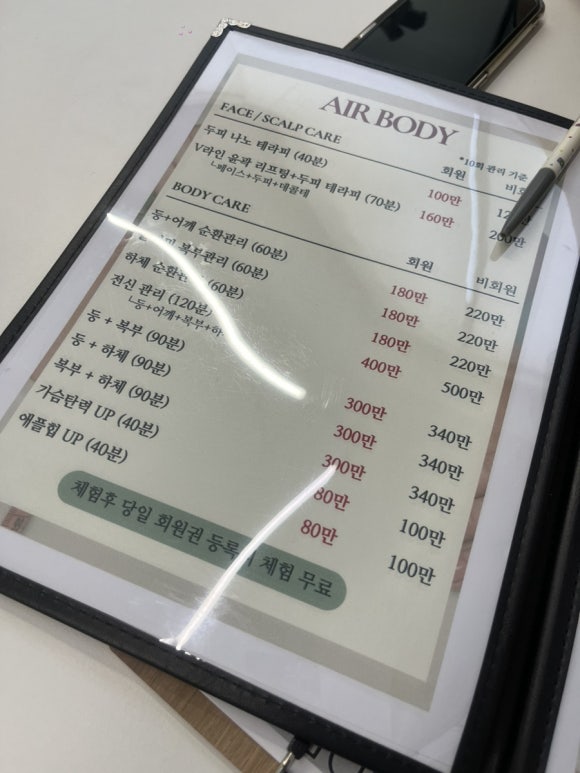 AIR BODY
FACE / SCALP CARE
*10회 관리 기준
회원
두피 나노 테라피 (40분) 100만
V라인 윤곽 리프팅+두피 테라피 (70분) 160만 200만
ㄴ페이스+두피+데콜테
BODY CARE 회원 비회원
등+어깨 순환관리 (60분) 180만 220만
복부관리 (60분) 180만 220만
하체 순환관리 (60분) 180만 220만
전신 관리 (120분) 400만 500만
ㄴ등+어깨+복부+하
등 + 복부 (90분) 300만 340만
등 + 하체 (90분) 300만 340만
복부 + 하체 (90분) 300만 340만
가슴탄력 UP (40분) 80만 100만
애플힙 UP (40분) 80만 100만
체험후 당일 회원권 등록 체험 무료